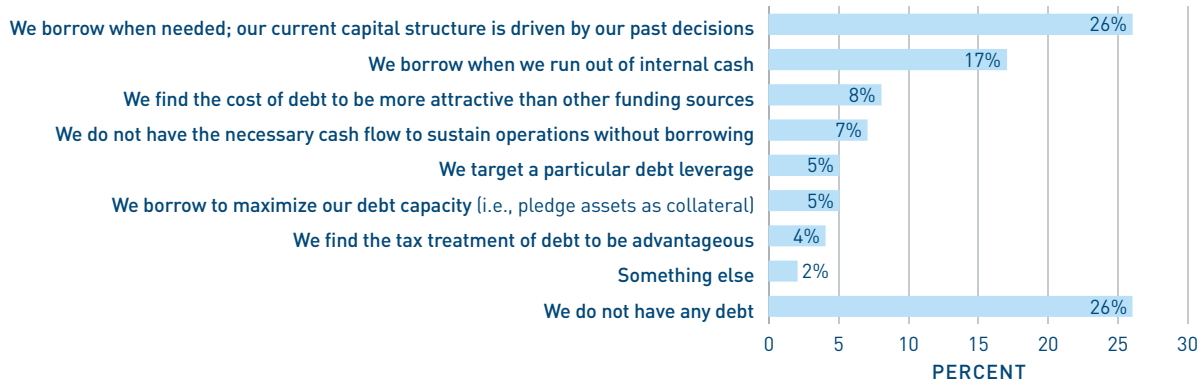 We borrow when needed; our current capital structure is driven by our past decisions 26%
We borrow when we run out of internal cash 17%
We find the cost of debt to be more attractive than other funding sources 8%
We do not have the necessary cash flow to sustain operations without borrowing 7%
We target a particular debt leverage 5%
We borrow to maximize our debt capacity (i.e., pledge assets as collateral) 5%
We find the tax treatment of debt to be advantageous 4%
Something else 2%
We do not have any debt 26%
0 5 10 15 20 25 30
PERCENT